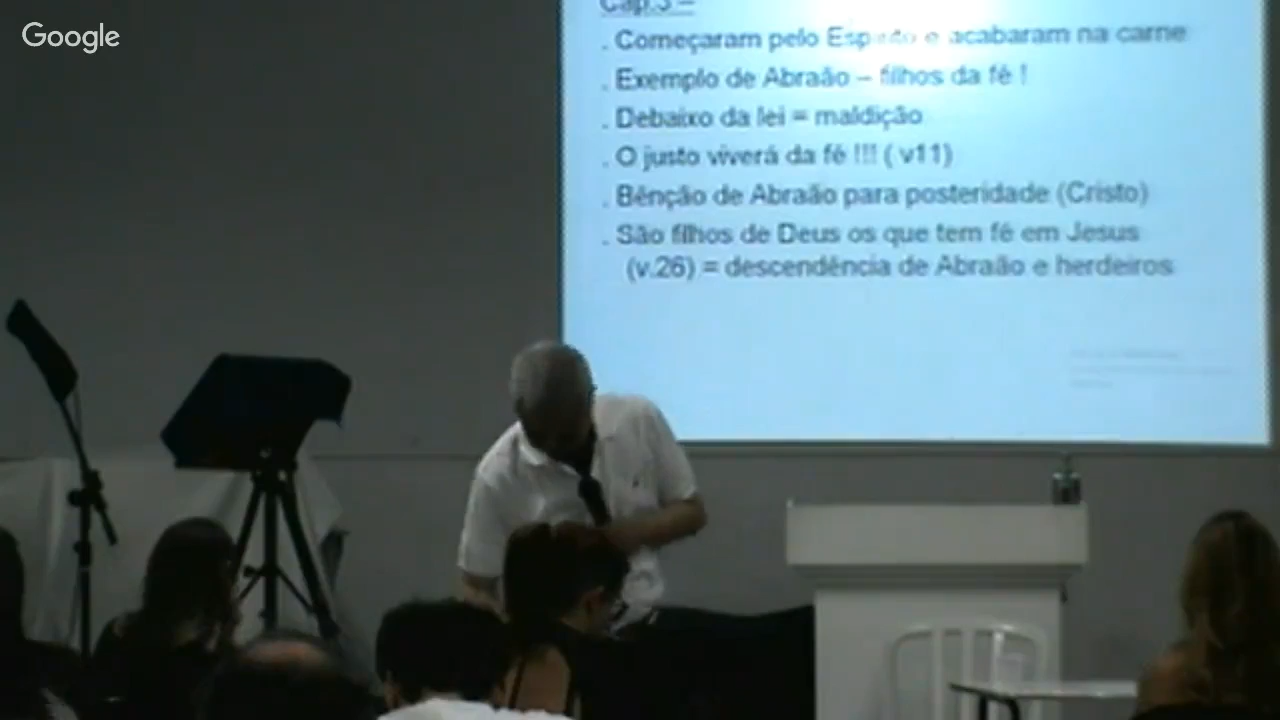 Google
Cap.3 –
. Começaram pelo Espirito e acabaram na carne
. Exemplo de Abraão – filhos da fé !
. Debaixo da lei = maldição
. O justo viverá da fé !!! ( v11)
. Bênção de Abraão para posteridade (Cristo)
. São filhos de Deus os que tem fé em Jesus
(v.26) = descendência de Abraão e herdeiros